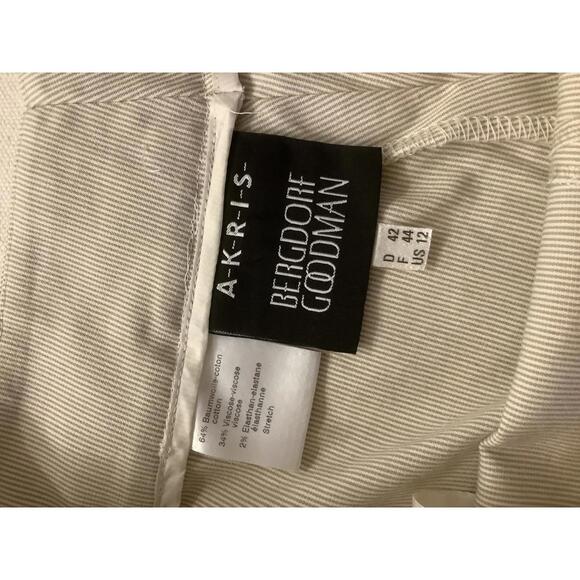 A-K-R-I-S-
BERGDORF
GOODMAN
D 42
F 44
US 12
64% Baumwolle-coton
cotton
34% Viscose-viscose
viscose
2% Elasthan-elastane
élasthanne
Stretch